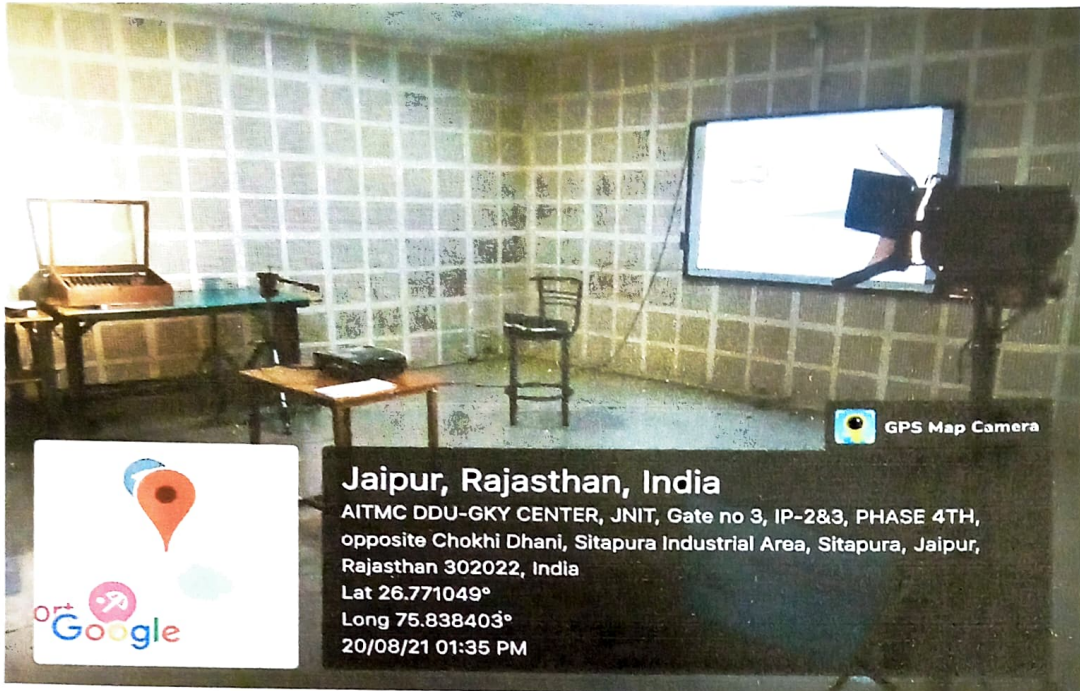 GPS Map Camera
Jaipur, Rajasthan, India
AITMC DDU-GKY CENTER, JNIT, Gate no 3, IP-2&3, PHASE 4TH,
opposite Chokhi Dhani, Sitapura Industrial Area, Sitapura, Jaipur,
Rajasthan 302022, India
Lat 26.771049°
Long 75.838403°
20/08/21 01:35 PM
ort
Google